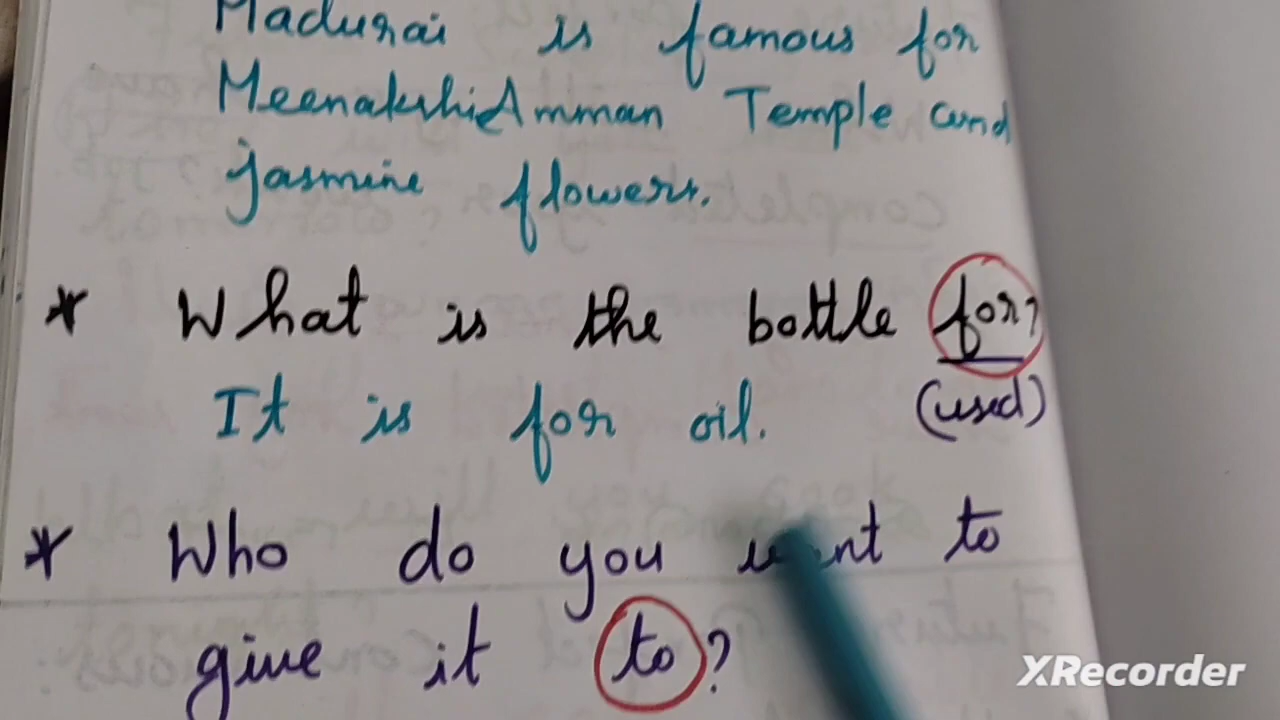 Madurai is famous for
Meenakshi Amman Temple and
jasmine flowers.
* What is the bottle for?
It is for oil. (used)
* Who do you want to
give it to?
XRecorder